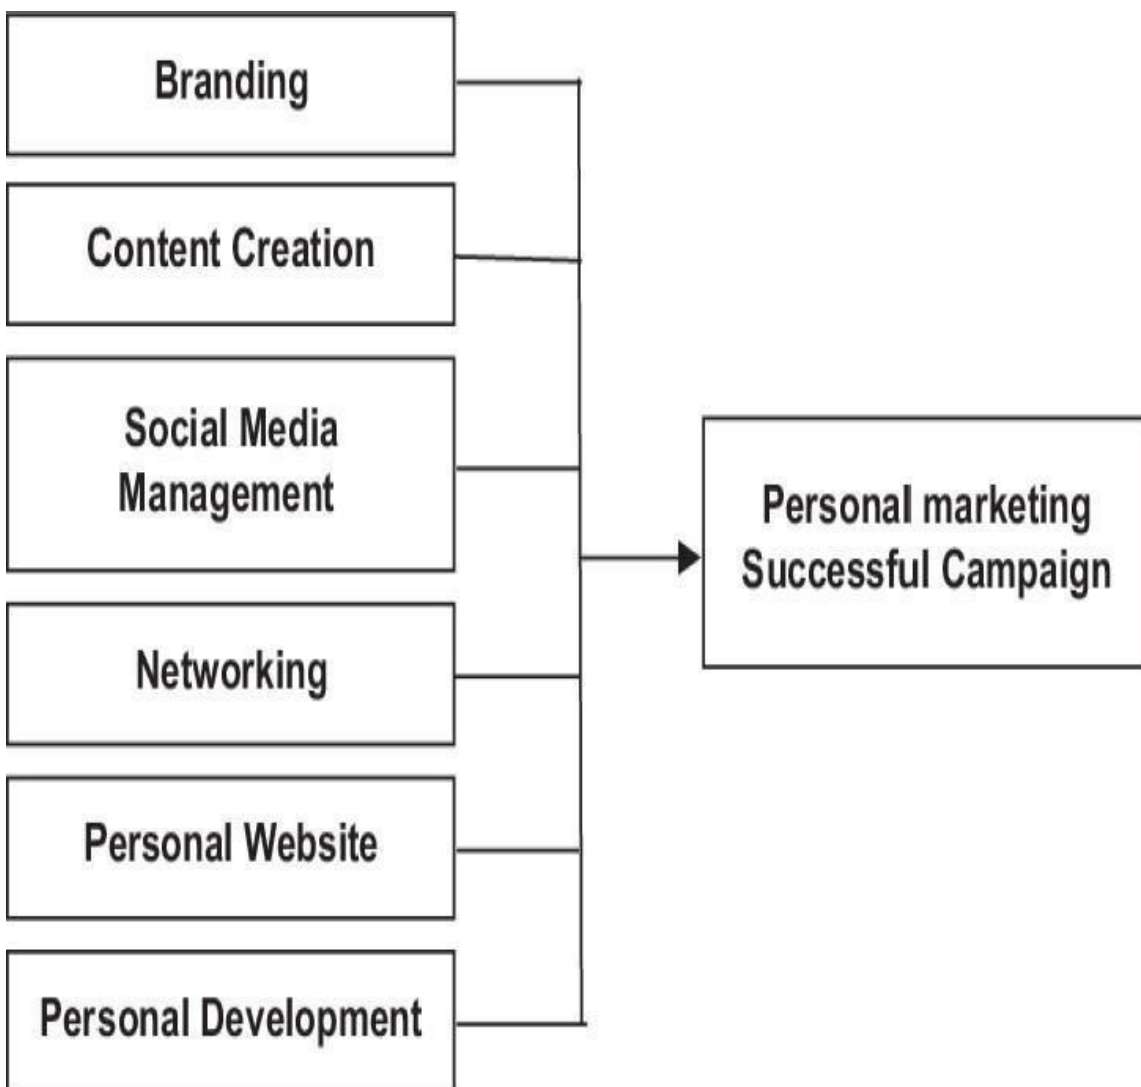 Branding
Content Creation
Social Media
Management
Networking
Personal Website
Personal Development
Personal marketing
Successful Campaign